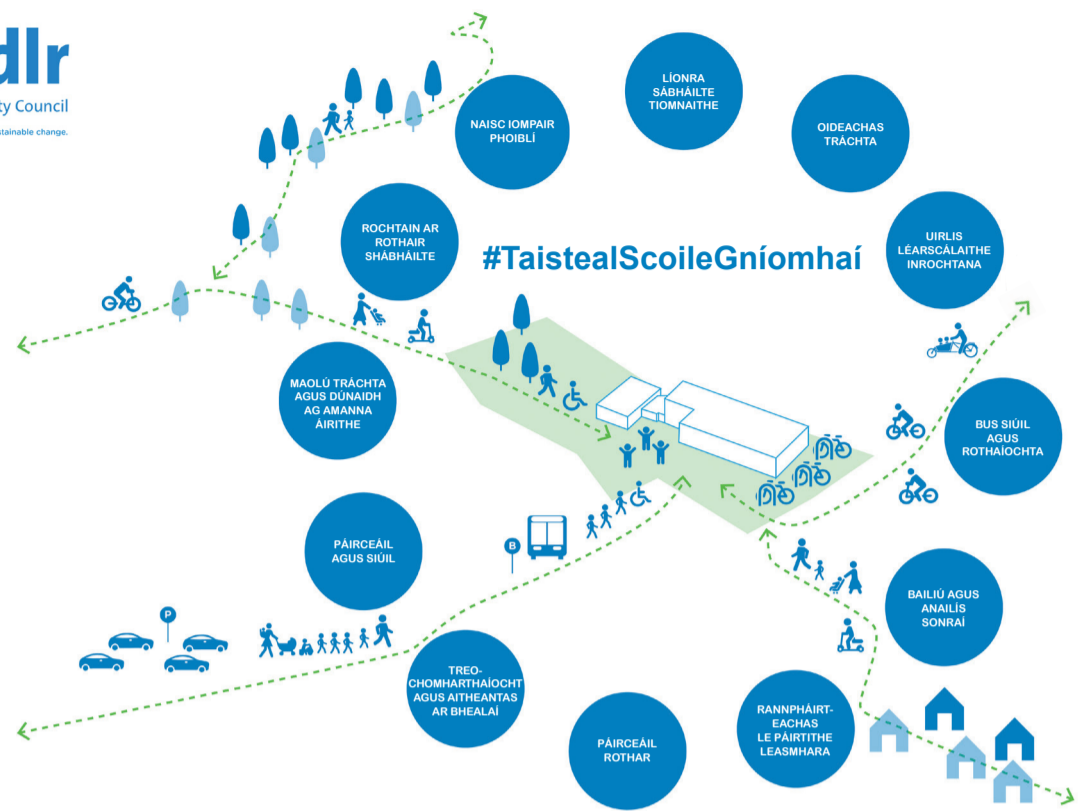 dlr
ty Council
stainable change.
LÍONRA
SÁBHÁILTE
TIOMNAITHE
NAISC IOMPAIR
PHOIBLÍ
OIDEACHAS
TRÁCHTA
ROCHTAIN AR
ROTHAIR
SHÁBHÁILTE
#TaistealScoileGníomhaí
UIRLIS
LÉARSCÁLAITHE
INROCHTANA
MAOLÚ TRÁCHTA
AGUS DÚNAIDH
AG AMANNA
ÁIRITHE
BUS SIÚIL
AGUS
ROTHAÍOCHTA
PÁIRCEÁIL
AGUS SIÚIL
B
P
BAILIÚ AGUS
ANAILÍS
SONRAÍ
TREO-
CHOMHARTHAÍOCHT
AGUS AITHEANTAS
AR BHEALAÍ
PÁIRCEÁIL
ROTHAR
RANNPHÁIRT-
EACHAS
LE PÁIRTITHE
LEASMHARA